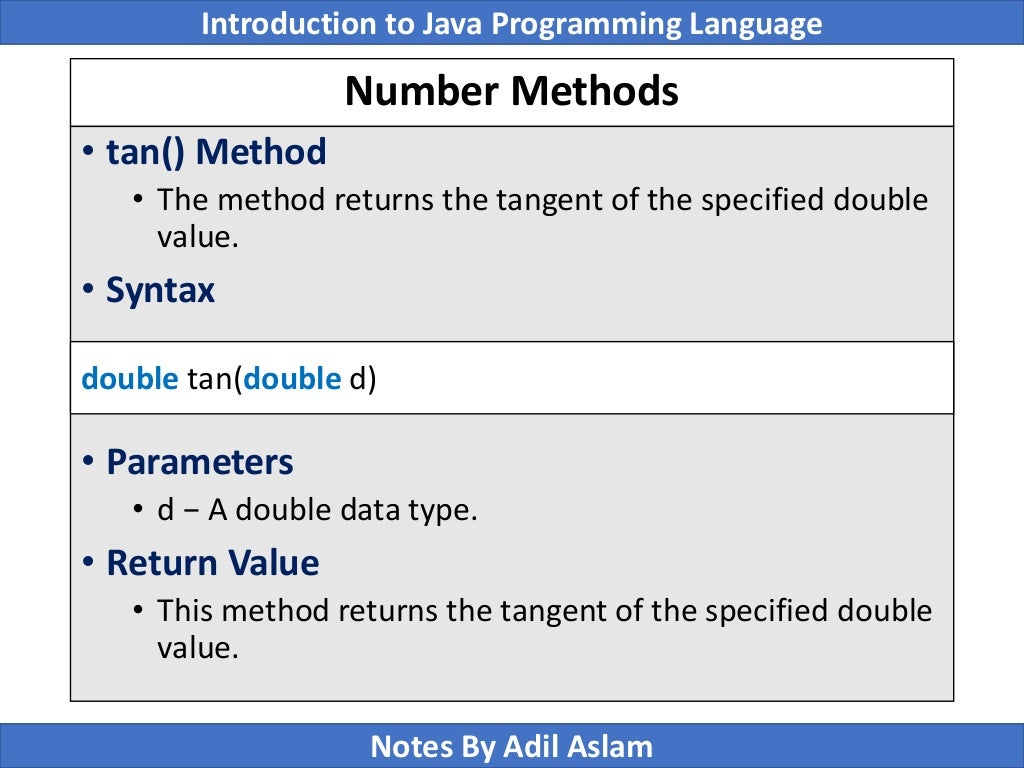 Introduction to Java Programming Language
Number Methods
• tan() Method
• The method returns the tangent of the specified double
value.
• Syntax
double tan(double d)
• Parameters
• d − A double data type.
• Return Value
• This method returns the tangent of the specified double
value.
Notes By Adil Aslam